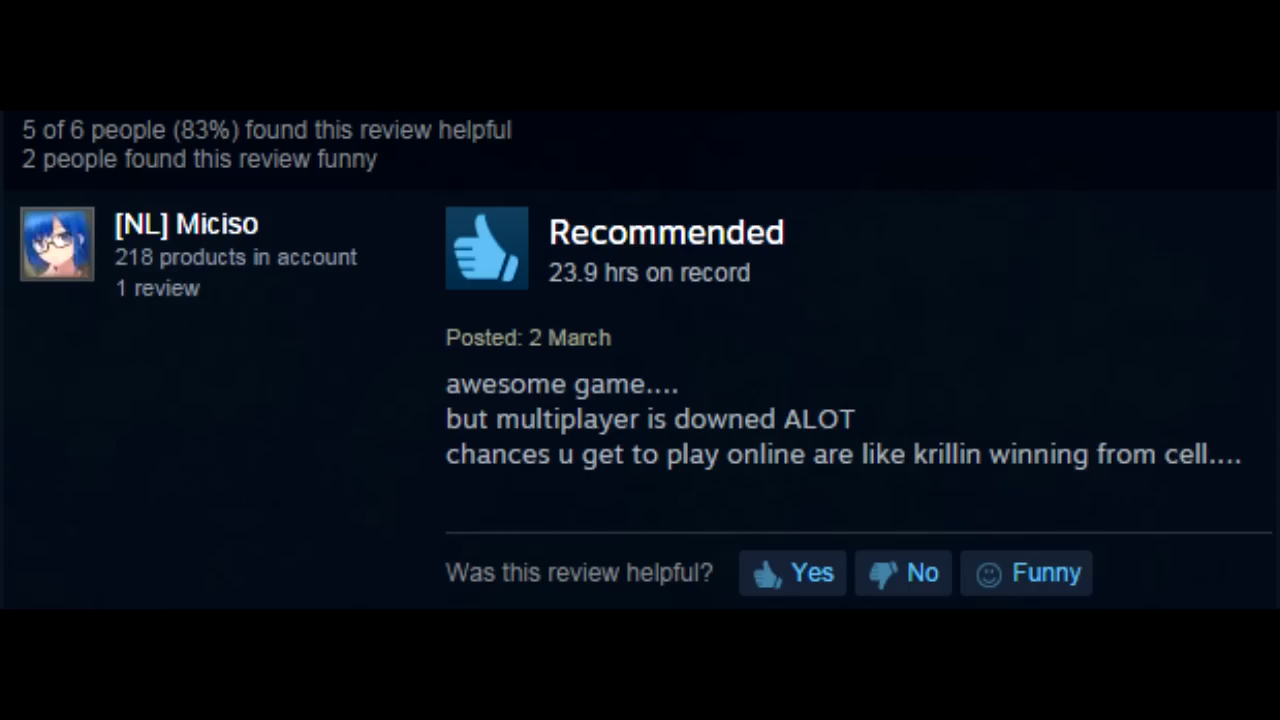 5 of 6 people (83%) found this review helpful
2 people found this review funny
[NL] Miciso
218 products in account
1 review
Recommended
23.9 hrs on record
Posted: 2 March
awesome game....
but multiplayer is downed ALOT
chances u get to play online are like krillin winning from cell....
Was this review helpful? Yes No Funny